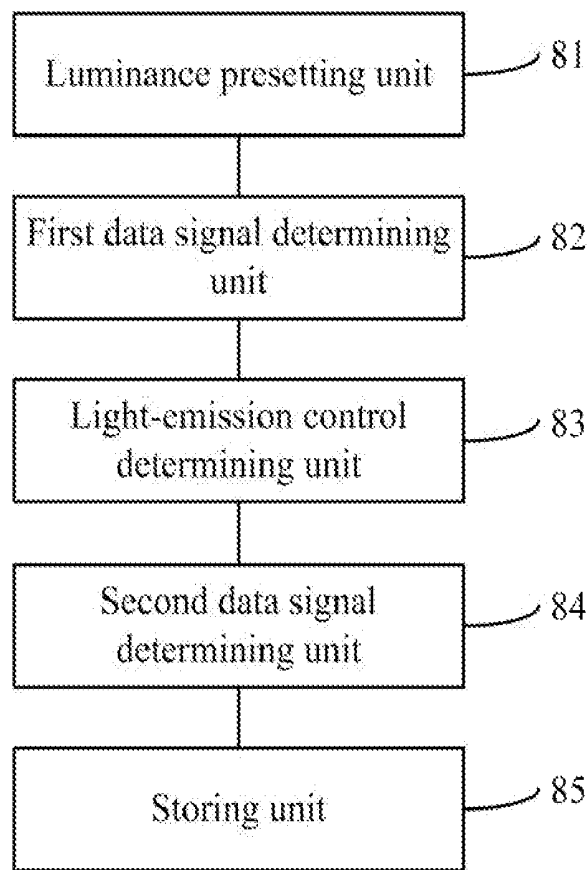 Luminance presetting unit
81
First data signal determining
unit
82
Light-emission control
determining unit
83
Second data signal
determining unit
84
Storing unit
85